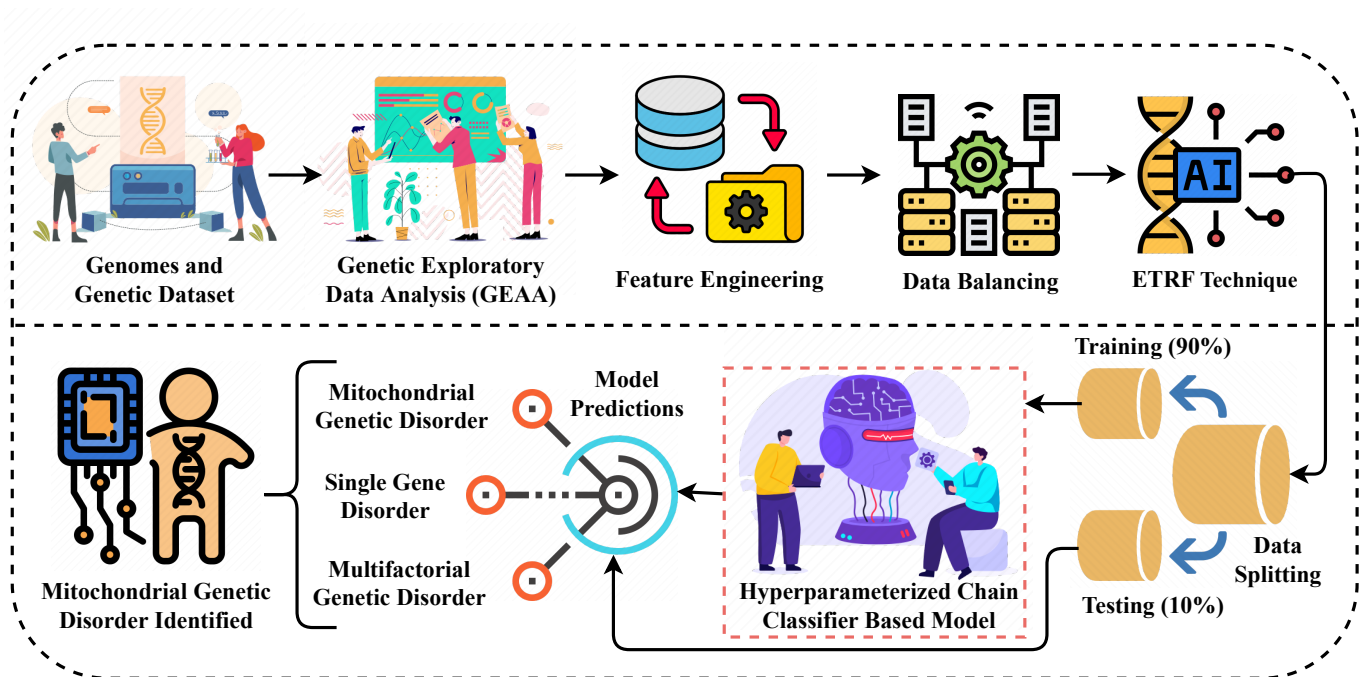 Genomes and
Genetic Dataset
Genetic Exploratory
Data Analysis (GEAA)
Feature Engineering
Data Balancing
AI
ETRF Technique
Training (90%)
Data
Splitting
Testing (10%)
Hyperparameterized Chain
Classifier Based Model
Model
Predictions
Mitochondrial
Genetic Disorder
Single Gene
Disorder
Multifactorial
Genetic Disorder
Mitochondrial Genetic
Disorder Identified